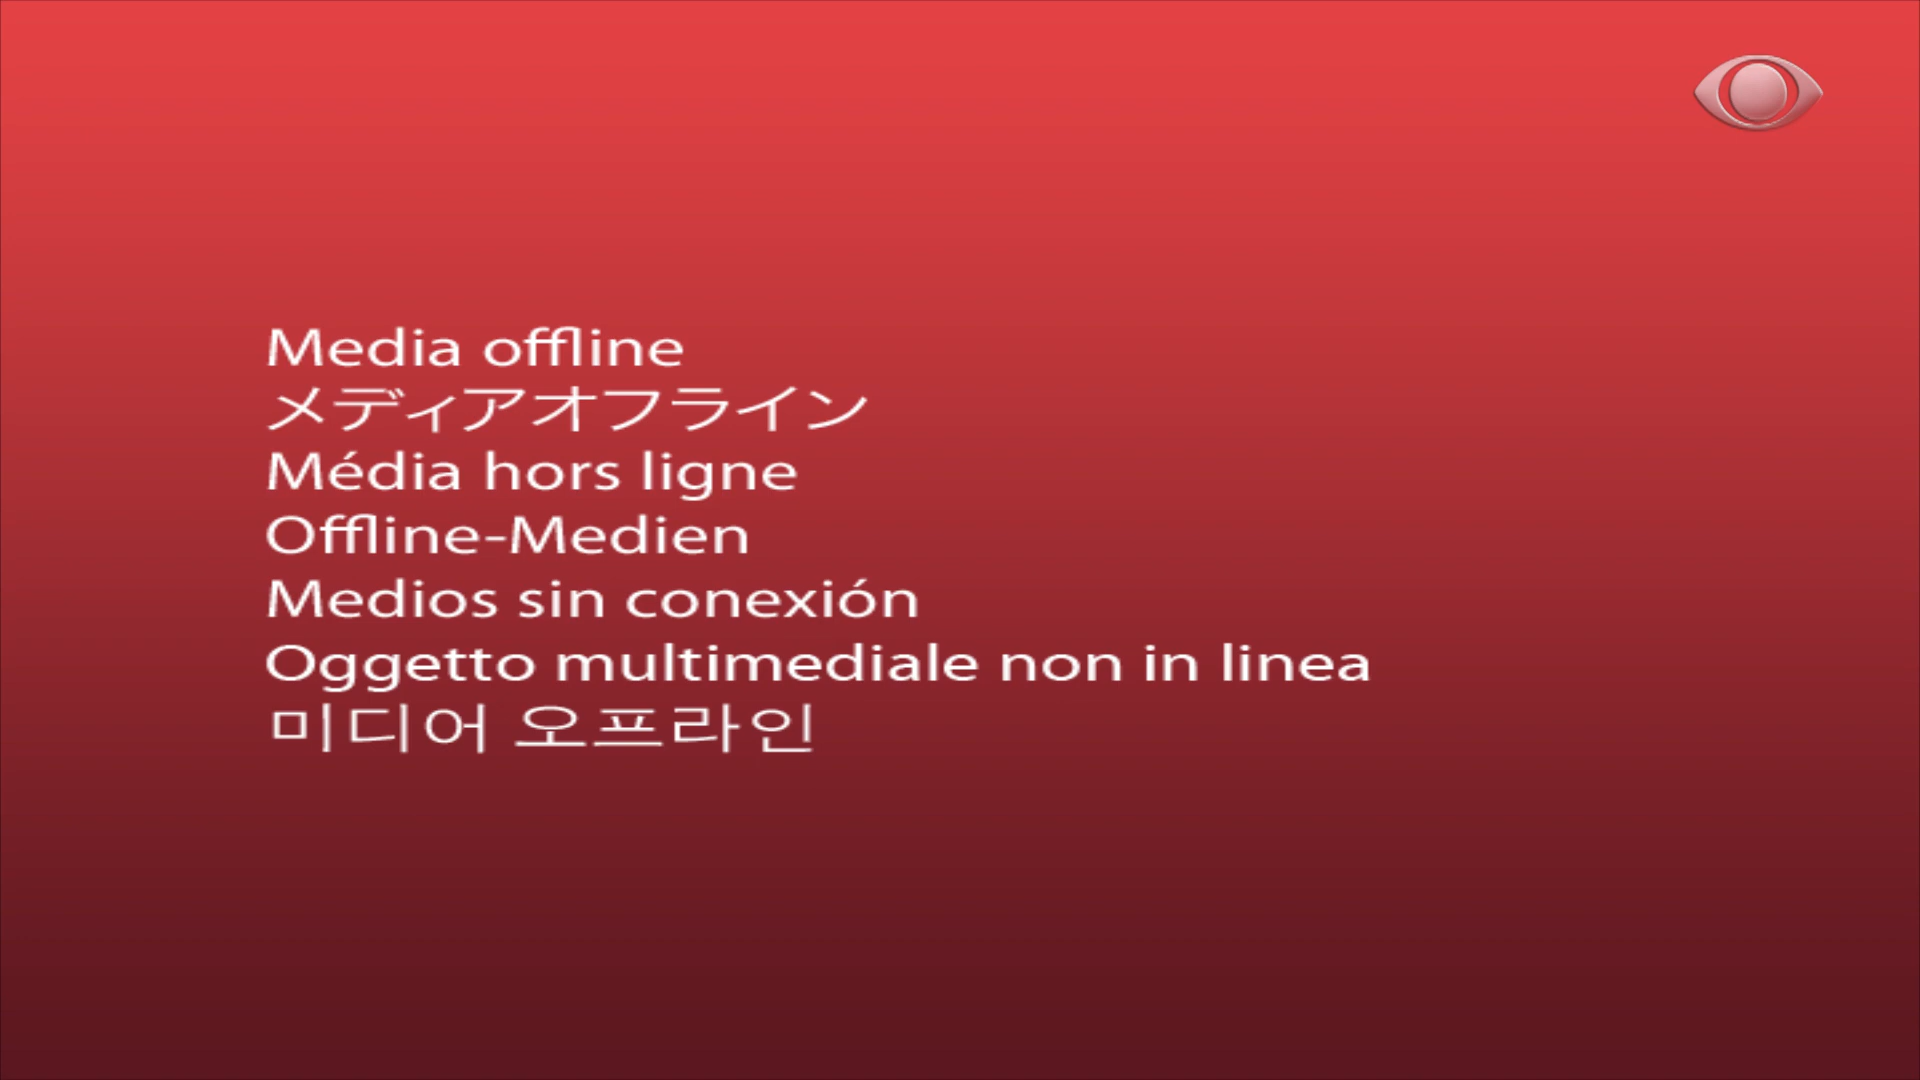 Media offline
メディアオフライン
Média hors ligne
Offline-Medien
Medios sin conexión
Oggetto multimediale non in linea
미디어 오프라인